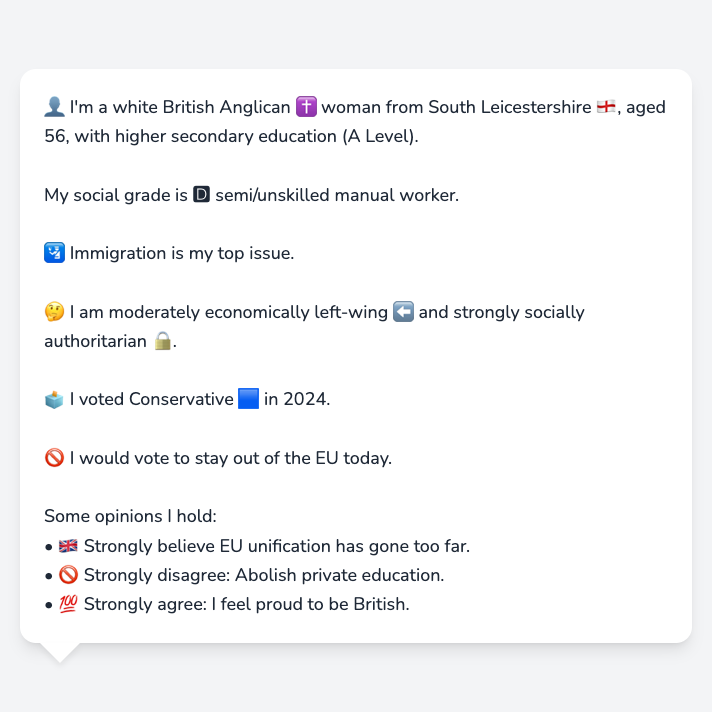 👤 I'm a white British Anglican ✝️ woman from South Leicestershire 🏴󠁧󠁢󠁥󠁮󠁧󠁿, aged
56, with higher secondary education (A Level).
My social grade is 🅳 semi/unskilled manual worker.
🛂 Immigration is my top issue.
🤔 I am moderately economically left-wing ⬅️ and strongly socially
authoritarian 🔒.
🗳️ I voted Conservative 🟦 in 2024.
🚫 I would vote to stay out of the EU today.
Some opinions I hold:
• 🇬🇧 Strongly believe EU unification has gone too far.
• 🚫 Strongly disagree: Abolish private education.
• 💯 Strongly agree: I feel proud to be British.